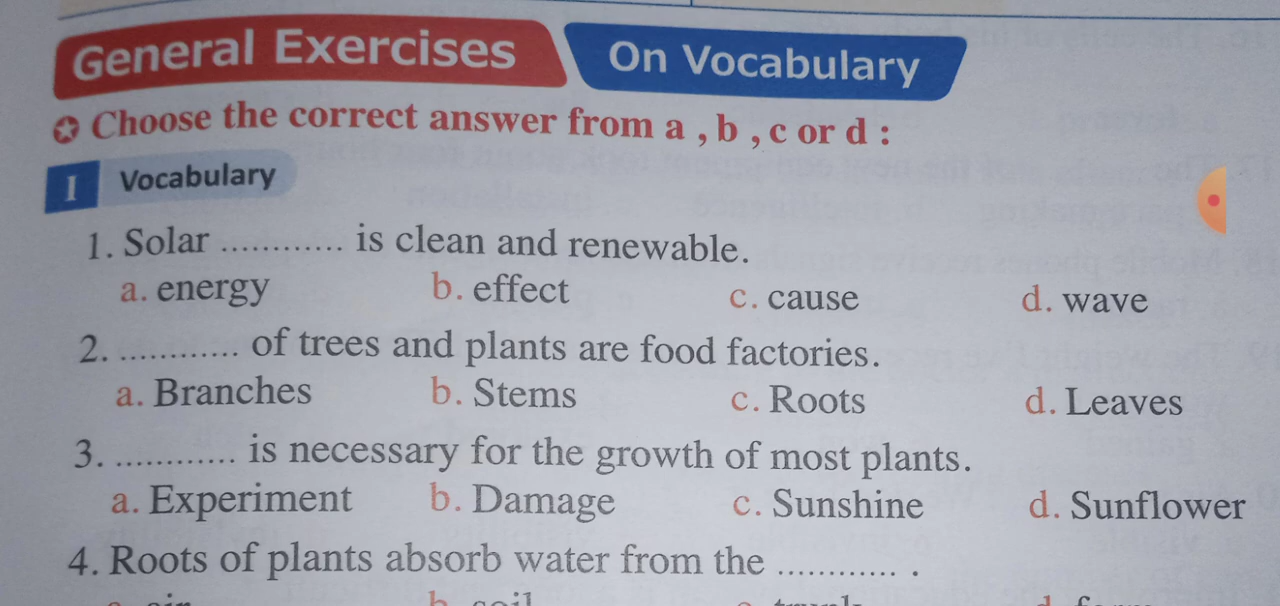 General Exercises On Vocabulary
Choose the correct answer from a , b , c or d :
I Vocabulary
1. Solar ............ is clean and renewable.
a. energy b. effect c. cause d. wave
2. ............ of trees and plants are food factories.
a. Branches b. Stems c. Roots d. Leaves
3. ............ is necessary for the growth of most plants.
a. Experiment b. Damage c. Sunshine d. Sunflower
4. Roots of plants absorb water from the ............ .
a. air b. soil